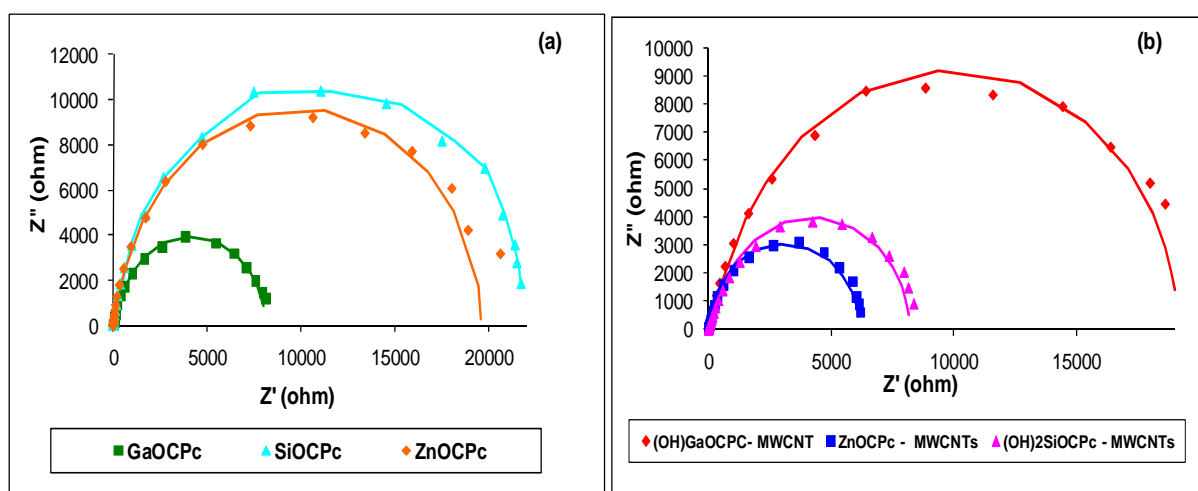 (a)
12000
10000
8000
6000
4000
2000
0
Z" (ohm)
0 5000 10000 15000 20000
Z' (ohm)
GaOCPc SiOCPc ZnOCPc
(b)
10000
9000
8000
7000
6000
5000
4000
3000
2000
1000
0
Z" (ohm)
0 5000 10000 15000
Z' (ohm)
(OH)GaOCPC- MWCNT ZnOCPc - MWCNTs (OH)2SiOCPc - MWCNTs